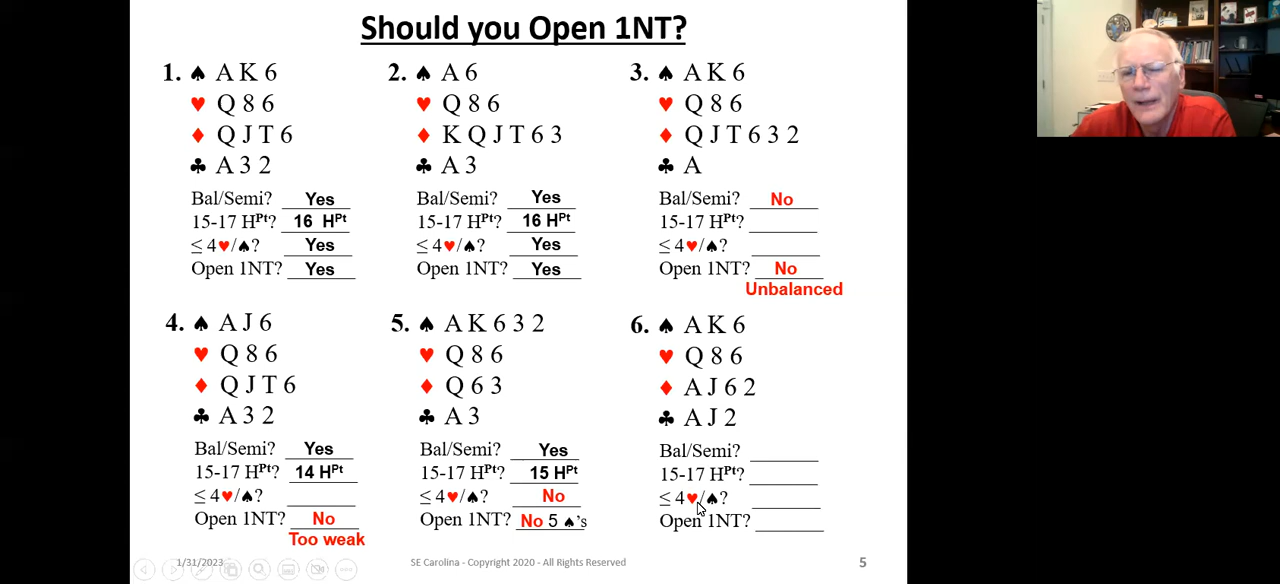 Should you Open 1NT?
1. ♠ A K 6
♥ Q 8 6
♦ Q J T 6
♣ A 3 2
Bal/Semi? Yes
15-17 HPt? 16 HPt
≤ 4♥/♠? Yes
Open 1NT? Yes
2. ♠ A 6
♥ Q 8 6
♦ K Q J T 6 3
♣ A 3
Bal/Semi? Yes
15-17 HPt? 16 HPt
≤ 4♥/♠? Yes
Open 1NT? Yes
3. ♠ A K 6
♥ Q 8 6
♦ Q J T 6 3 2
♣ A
Bal/Semi? No
15-17 HPt?
≤ 4♥/♠?
Open 1NT? No
Unbalanced
4. ♠ A J 6
♥ Q 8 6
♦ Q J T 6
♣ A 3 2
Bal/Semi? Yes
15-17 HPt? 14 HPt
≤ 4♥/♠?
Open 1NT? No
Too weak
5. ♠ A K 6 3 2
♥ Q 8 6
♦ Q 6 3
♣ A 3
Bal/Semi? Yes
15-17 HPt? 15 HPt
≤ 4♥/♠? No
Open 1NT? No 5 ♠'s
6. ♠ A K 6
♥ Q 8 6
♦ A J 6 2
♣ A J 2
Bal/Semi?
15-17 HPt?
≤ 4♥/♠?
Open 1NT?
1/31/2023
SE Carolina - Copyright 2020 - All Rights Reserved
5